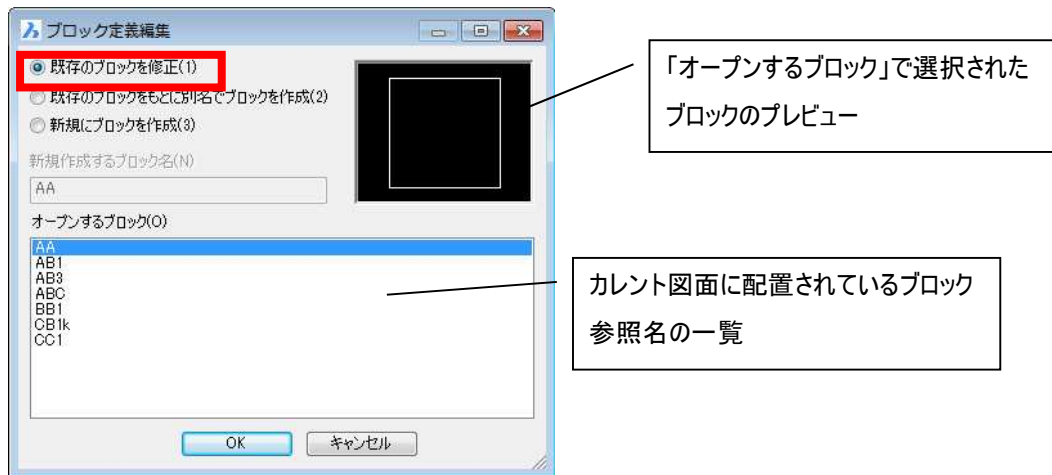 ブロック定義編集
既存のブロックを修正(1)
既存のブロックをもとに別名でブロックを作成(2)
新規にブロックを作成(3)
新規作成するブロック名(N)
AA
オープンするブロック(O)
AA
AB1
AB3
ABC
BB1
CB1k
CC1
OK
キャンセル
「オープンするブロック」で選択された
ブロックのプレビュー
カレント図面に配置されているブロック
参照名の一覧